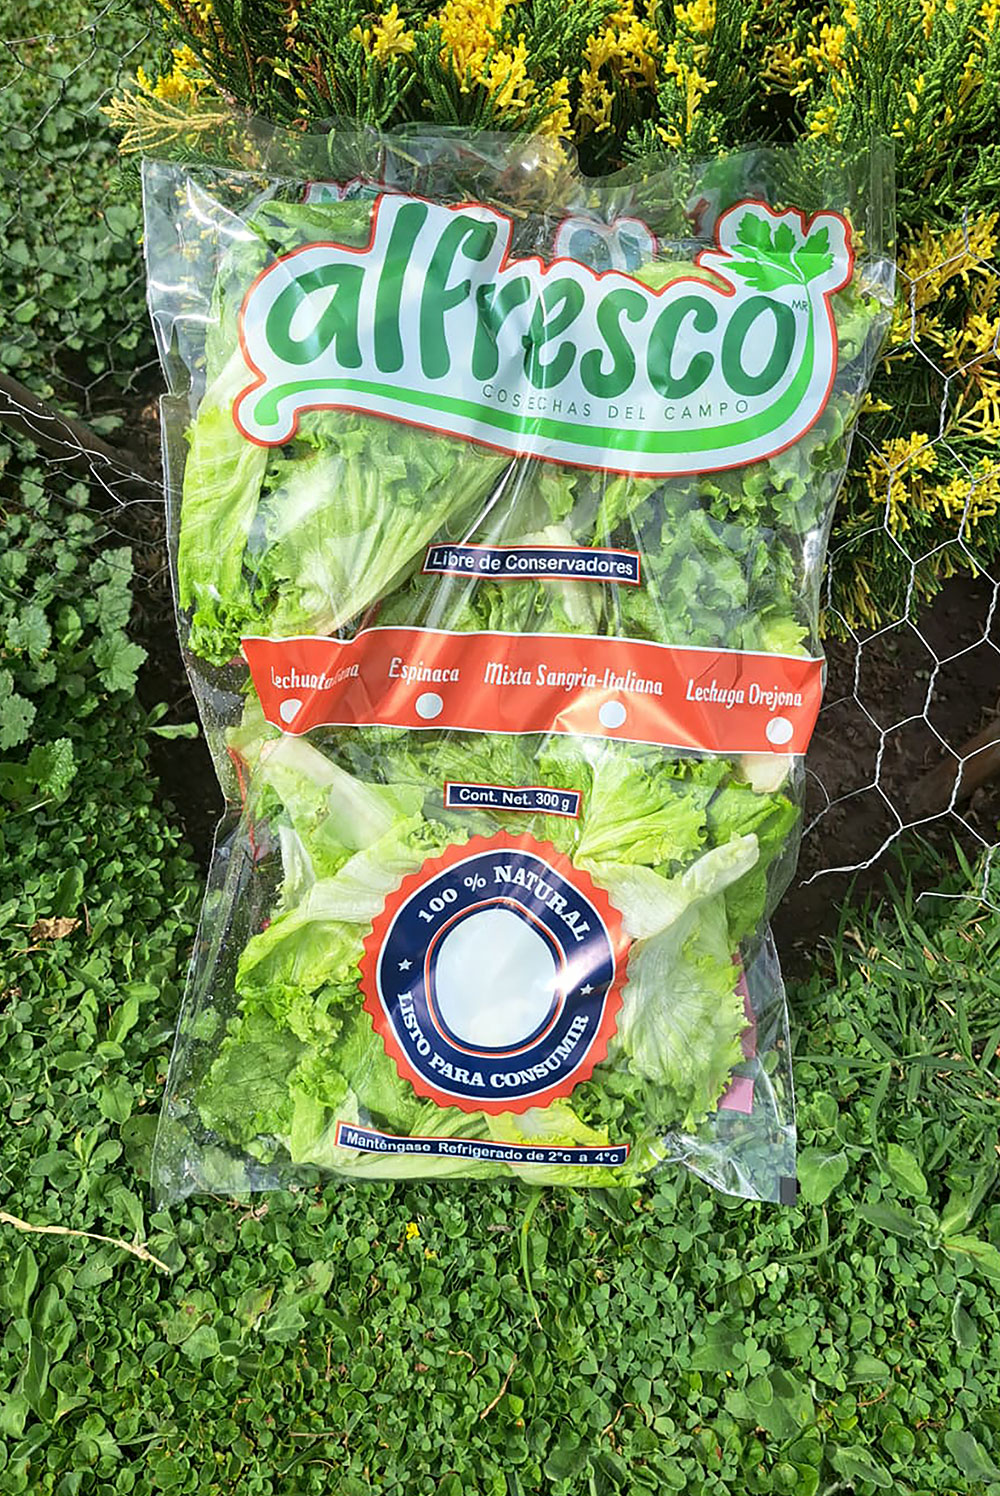 alfresco
MR
COSECHAS DEL CAMPO
Libre de Conservadores
Espinaca Mixta Sangria-Italiana Lechuga Orejona
Cont. Net. 300 g
100 % NATURAL
LISTO PARA CONSUMIR
Manténgase Refrigerado de 2°c a 4°c